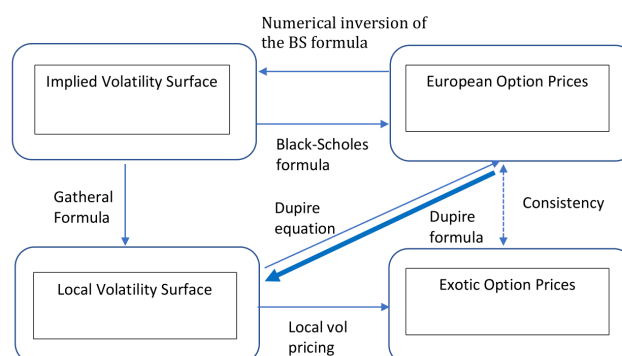 Numerical inversion of
the BS formula
Implied Volatility Surface
European Option Prices
Black-Scholes
formula
Gatheral
Formula
Dupire
equation
Dupire
formula
Consistency
Local Volatility Surface
Exotic Option Prices
Local vol
pricing